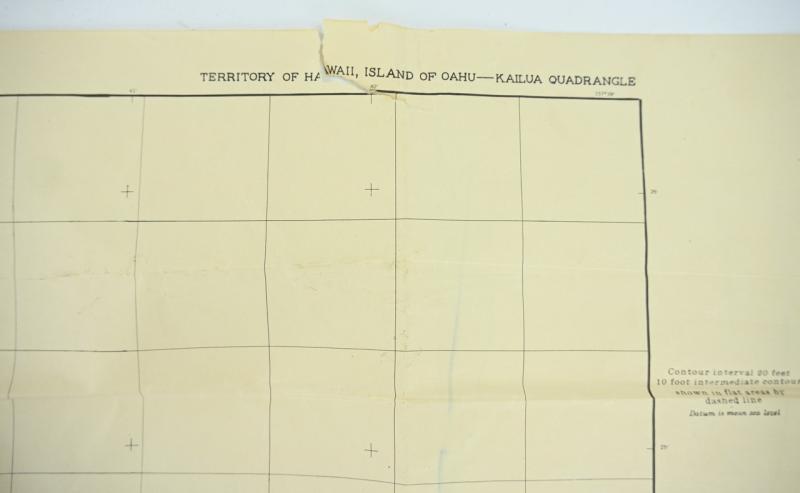 TERRITORY OF HAWAII, ISLAND OF OAHU—KAILUA QUADRANGLE
Contour interval 20 feet
10 foot intermediate contour
shown in flat areas by
dashed line
Datum is mean sea level